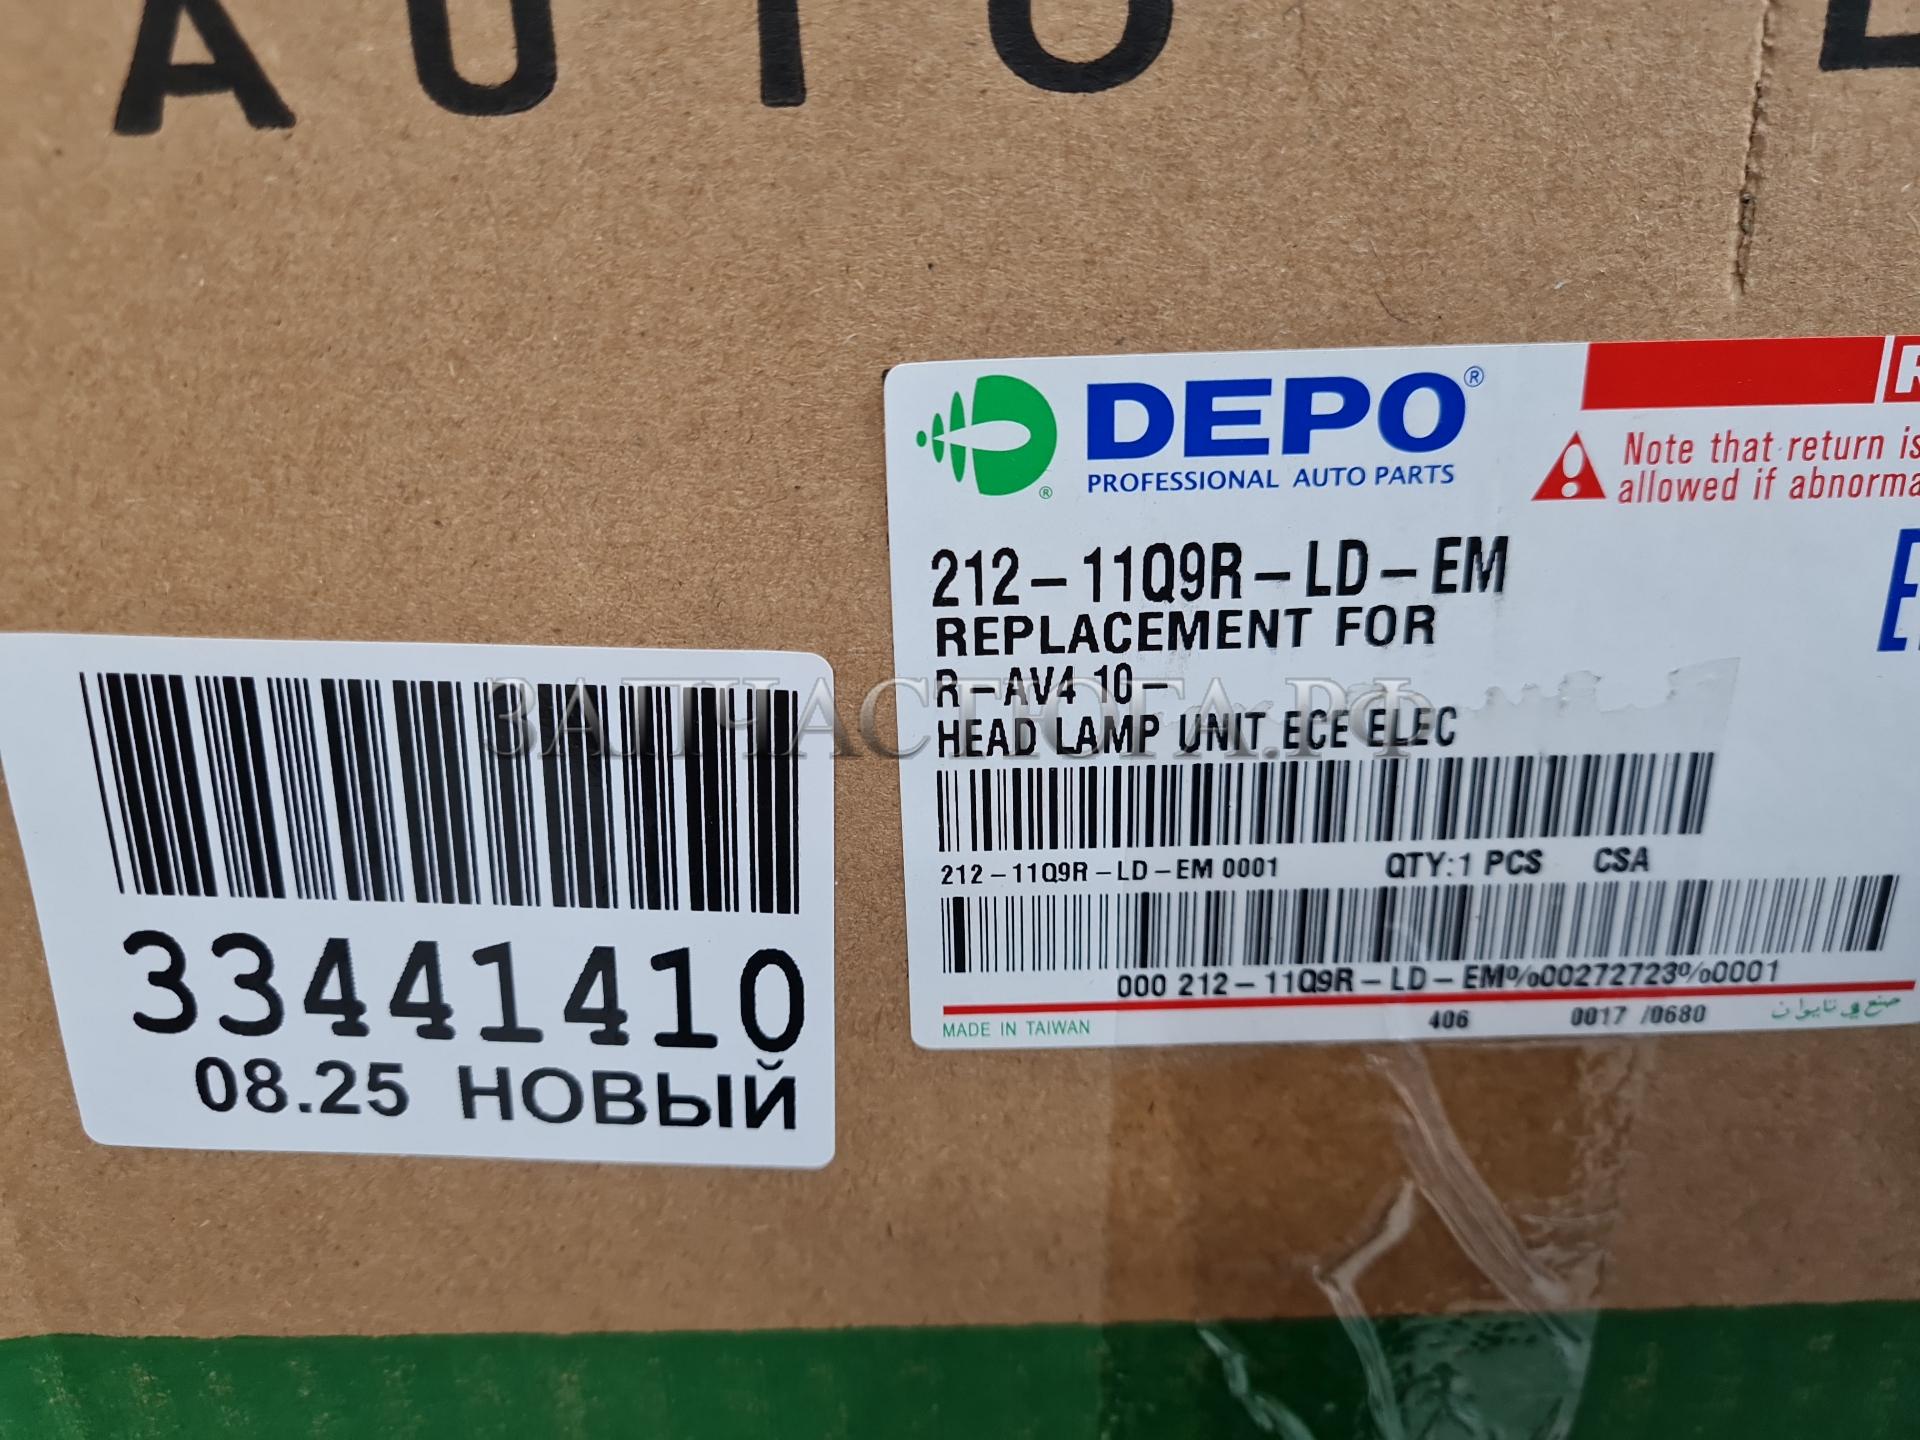 AUTO
DEPO®
®
PROFESSIONAL AUTO PARTS
Note that return is
allowed if abnorma
212-11Q9R-LD-EM
REPLACEMENT FOR
R-AV4 10-
HEAD LAMP UNIT ECE ELEC
ЗАПЧАСТЮГА.РФ
212-11Q9R-LD-EM 0001 QTY:1 PCS CSA
000 212-11Q9R-LD-EM%00272723%0001
MADE IN TAIWAN 406 0017 /0680 صنع في تايوان
33441410
08.25 НОВЫЙ